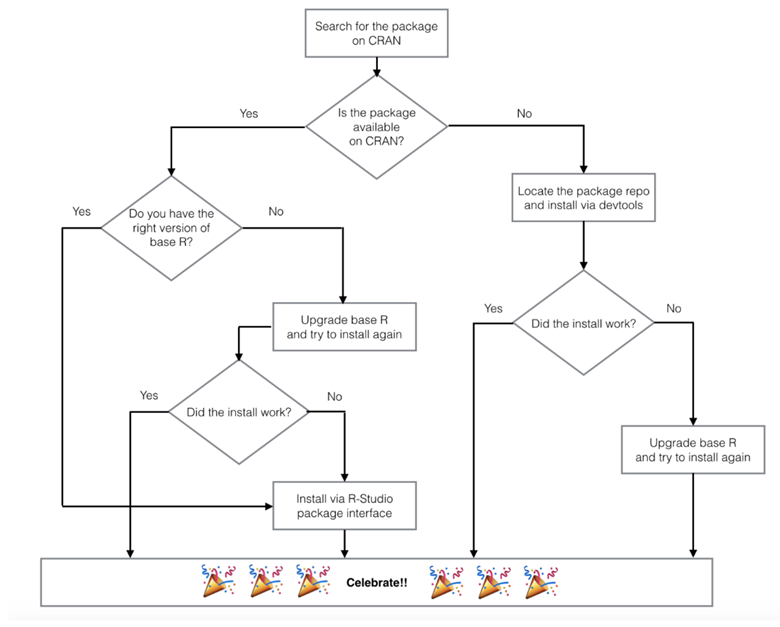 Search for the package
on CRAN
Is the package
available
on CRAN?
Yes
No
Locate the package repo
and install via devtools
Do you have the
right version of
base R?
Yes
No
Upgrade base R
and try to install again
Did the install work?
Yes
No
Did the install work?
Yes
No
Upgrade base R
and try to install again
Install via R-Studio
package interface
Celebrate!!